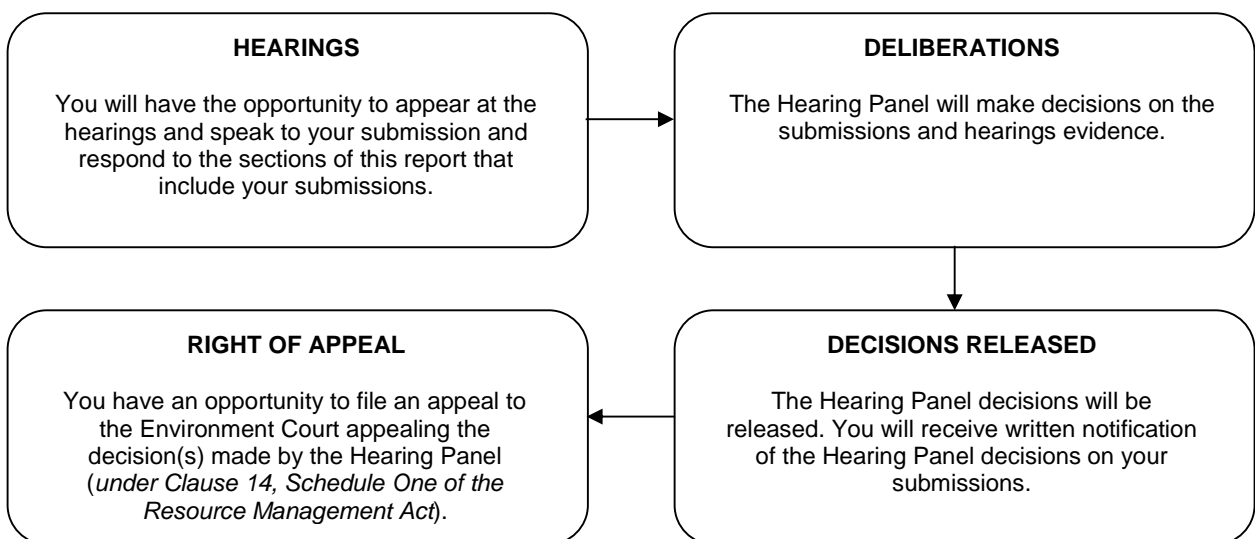 HEARINGS
You will have the opportunity to appear at the
hearings and speak to your submission and
respond to the sections of this report that
include your submissions.
DELIBERATIONS
The Hearing Panel will make decisions on the
submissions and hearings evidence.
DECISIONS RELEASED
The Hearing Panel decisions will be
released. You will receive written notification
of the Hearing Panel decisions on your
submissions.
RIGHT OF APPEAL
You have an opportunity to file an appeal to
the Environment Court appealing the
decision(s) made by the Hearing Panel
(under Clause 14, Schedule One of the
Resource Management Act).